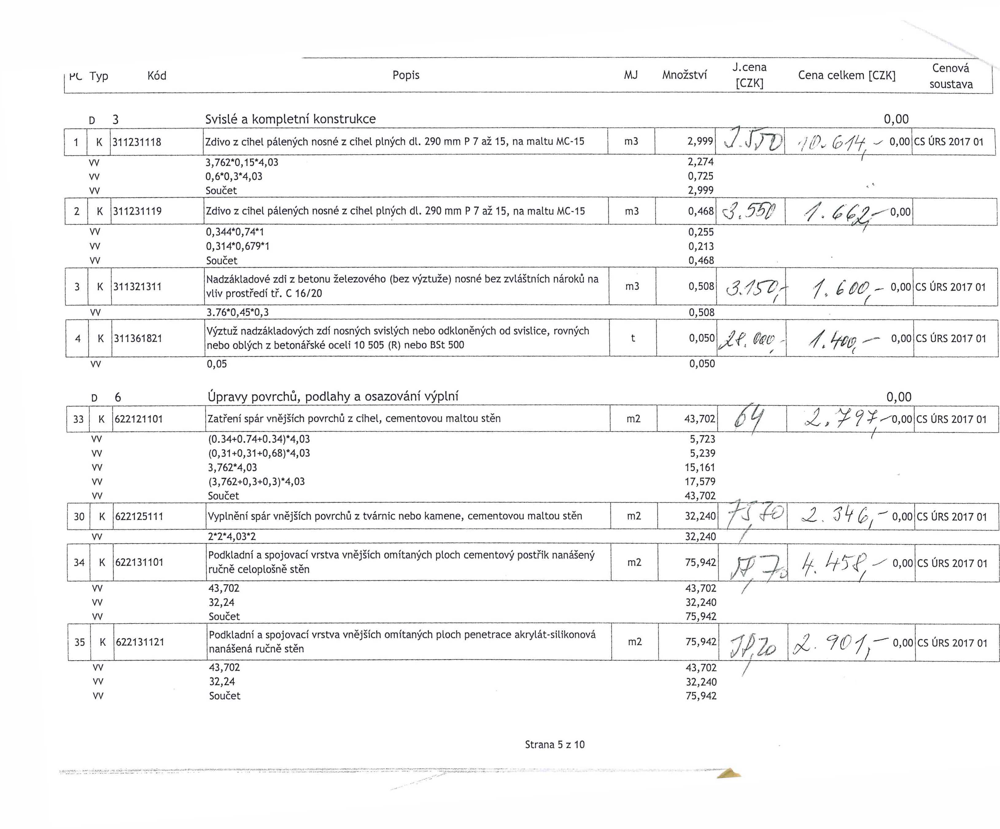 PČ Typ Kód Popis MJ Množství J.cena [CZK] Cena celkem [CZK] Cenová soustava
D 3 Svislé a kompletní konstrukce 0,00
1 K 311231118 Zdivo z cihel pálených nosné z cihel plných dl. 290 mm P 7 až 15, na maltu MC-15 m3 2,999 3.550 10.614,- 0,00 CS ÚRS 2017 01
VV 3,762*0,15*4,03 2,274
VV 0,6*0,3*4,03 0,725
VV Součet 2,999
2 K 311231119 Zdivo z cihel pálených nosné z cihel plných dl. 290 mm P 7 až 15, na maltu MC-15 m3 0,468 3.550 1.662,- 0,00
VV 0,344*0,74*1 0,255
VV 0,314*0,679*1 0,213
VV Součet 0,468
3 K 311321311 Nadzákladové zdi z betonu železového (bez výztuže) nosné bez zvláštních nároků na
vliv prostředí tř. C 16/20 m3 0,508 3.150,- 1.600,- 0,00 CS ÚRS 2017 01
VV 3.76*0,45*0,3 0,508
4 K 311361821 Výztuž nadzákladových zdí nosných svislých nebo odkloněných od svislice, rovných
nebo oblých z betonářské oceli 10 505 (R) nebo BSt 500 t 0,050 28.000,- 1.400,- 0,00 CS ÚRS 2017 01
VV 0,05 0,050
D 6 Úpravy povrchů, podlahy a osazování výplní 0,00
33 K 622121101 Zatření spár vnějších povrchů z cihel, cementovou maltou stěn m2 43,702 64 2.797,- 0,00 CS ÚRS 2017 01
VV (0.34+0.74+0.34)*4,03 5,723
VV (0,31+0,31+0,68)*4,03 5,239
VV 3,762*4,03 15,161
VV (3,762+0,3+0,3)*4,03 17,579
VV Součet 43,702
30 K 622125111 Vyplnění spár vnějších povrchů z tvárnic nebo kamene, cementovou maltou stěn m2 32,240 2.346,- 0,00 CS ÚRS 2017 01
VV 2*2*4,03*2 32,240
34 K 622131101 Podkladní a spojovací vrstva vnějších omítaných ploch cementový postřik nanášený
ručně celoplošně stěn m2 75,942 58,70 4.458,- 0,00 CS ÚRS 2017 01
VV 43,702 43,702
VV 32,24 32,240
VV Součet 75,942
35 K 622131121 Podkladní a spojovací vrstva vnějších omítaných ploch penetrace akrylát-silikonová
nanášená ručně stěn m2 75,942 38,20 2.901,- 0,00 CS ÚRS 2017 01
VV 43,702 43,702
VV 32,24 32,240
VV Součet 75,942
Strana 5 z 10